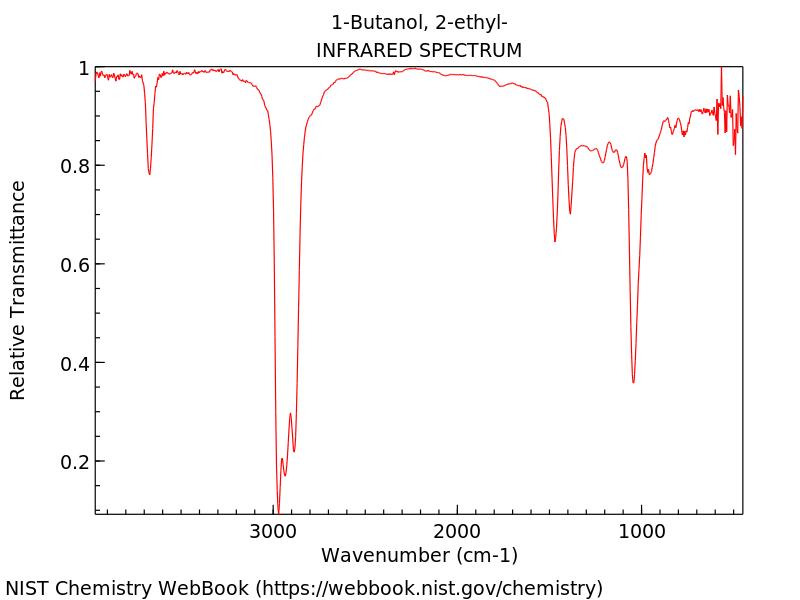 1-Butanol, 2-ethyl-
INFRARED SPECTRUM
1
0.8
0.6
0.4
0.2
Relative Transmittance
3000 2000 1000
Wavenumber (cm-1)
NIST Chemistry WebBook (https://webbook.nist.gov/chemistry)